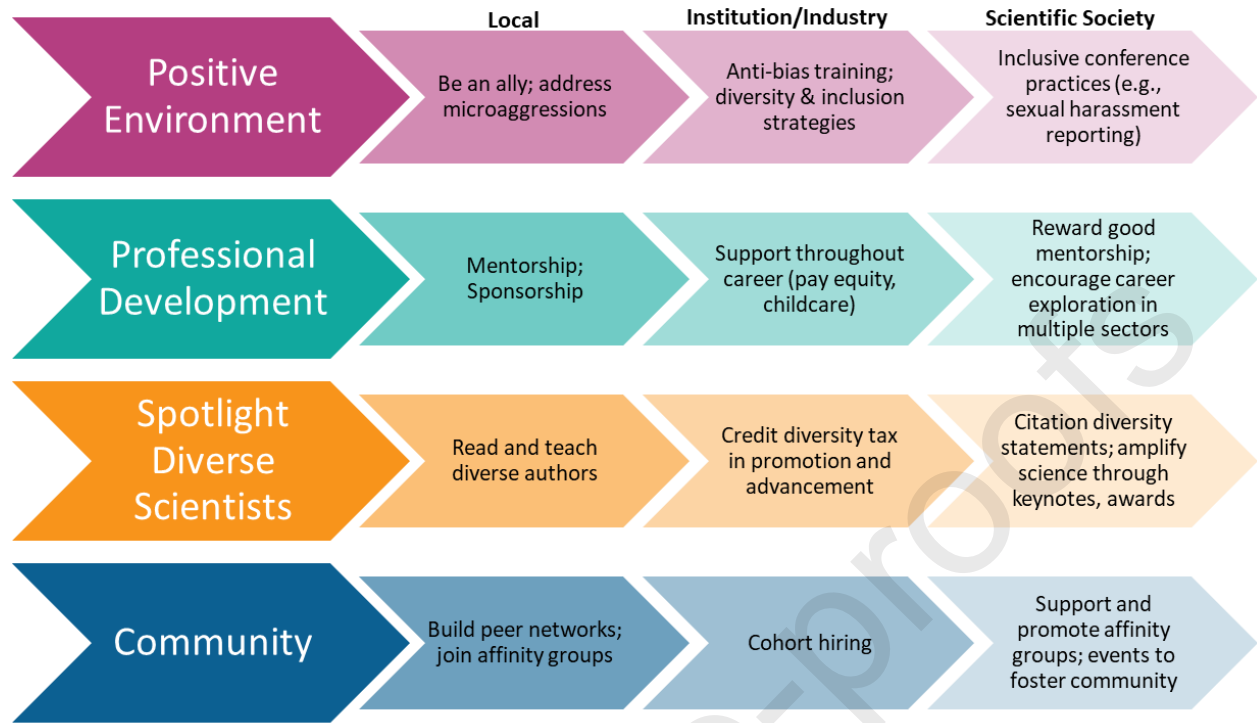 Local
Institution/Industry
Scientific Society
Positive
Environment
Be an ally; address
microaggressions
Anti-bias training;
diversity & inclusion
strategies
Inclusive conference
practices (e.g.,
sexual harassment
reporting)
Professional
Development
Mentorship;
Sponsorship
Support throughout
career (pay equity,
childcare)
Reward good
mentorship;
encourage career
exploration in
multiple sectors
Spotlight
Diverse
Scientists
Read and teach
diverse authors
Credit diversity tax
in promotion and
advancement
Citation diversity
statements; amplify
science through
keynotes, awards
Community
Build peer networks;
join affinity groups
Cohort hiring
Support and
promote affinity
groups; events to
foster community
-proofs